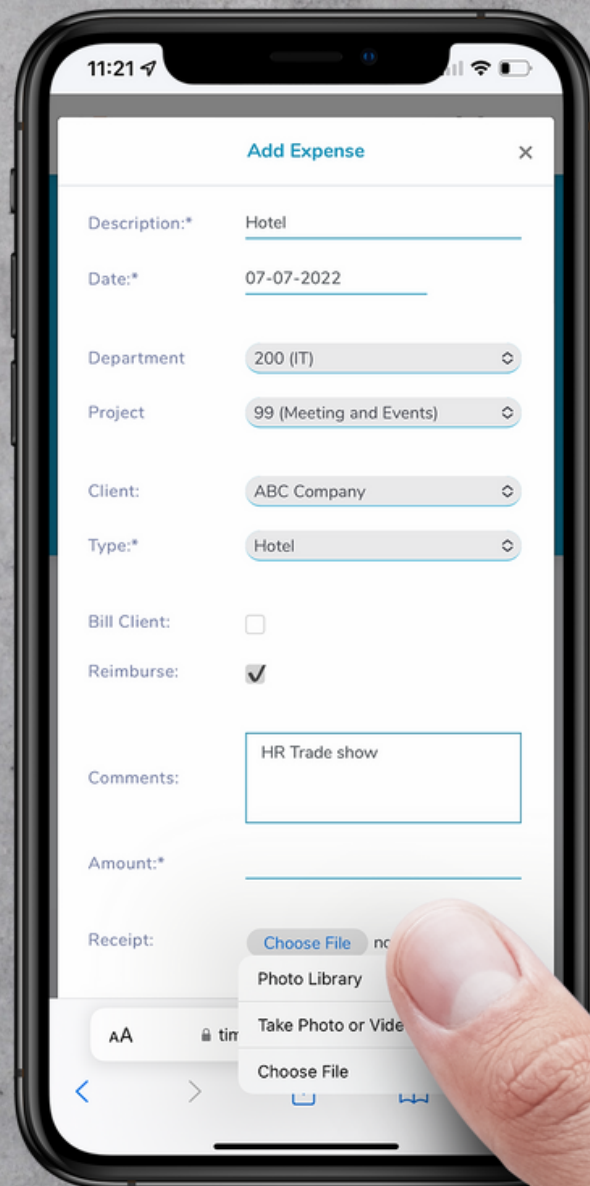 11:21
Add Expense ×
Description:* Hotel
Date:* 07-07-2022
Department 200 (IT)
Project 99 (Meeting and Events)
Client: ABC Company
Type:* Hotel
Bill Client:
Reimburse:
Comments: HR Trade show
Amount:*
Receipt: Choose File
Photo Library
Take Photo or
Choose File
AA